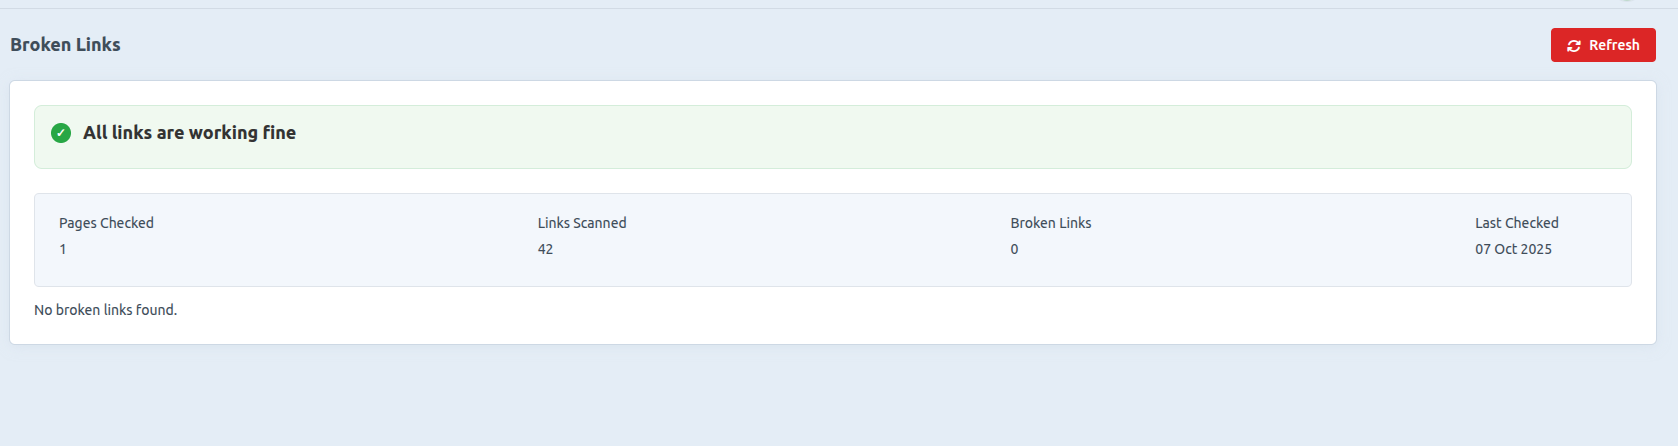 Broken Links
Refresh
All links are working fine
Pages Checked
1
Links Scanned
42
Broken Links
0
Last Checked
07 Oct 2025
No broken links found.